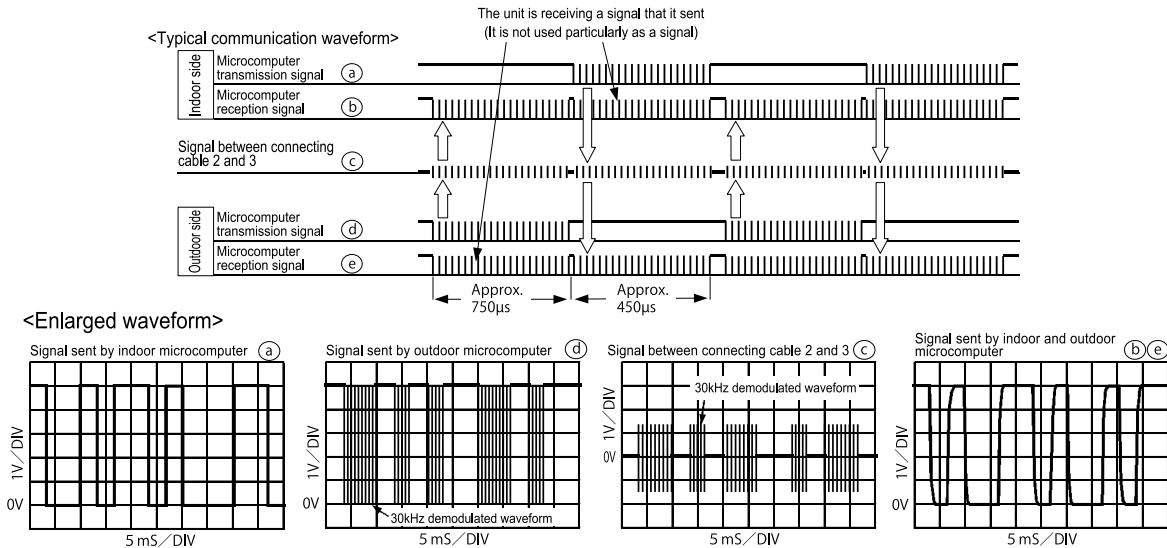 The unit is receiving a signal that it sent
(It is not used particularly as a signal)
<Typical communication waveform>
Indoor side
Microcomputer
transmission signal
a
Microcomputer
reception signal
b
Signal between connecting
cable 2 and 3
c
Outdoor side
Microcomputer
transmission signal
d
Microcomputer
reception signal
e
Approx.
750μs
Approx.
450μs
<Enlarged waveform>
Signal sent by indoor microcomputer a
1V/DIV
0V
5 mS/DIV
Signal sent by outdoor microcomputer d
1V/DIV
0V
30kHz demodulated waveform
5 mS/DIV
Signal between connecting cable 2 and 3 c
30kHz demodulated waveform
1V/DIV
0V
5 mS/DIV
Signal sent by indoor and outdoor
microcomputer
b e
1V/DIV
0V
5 mS/DIV